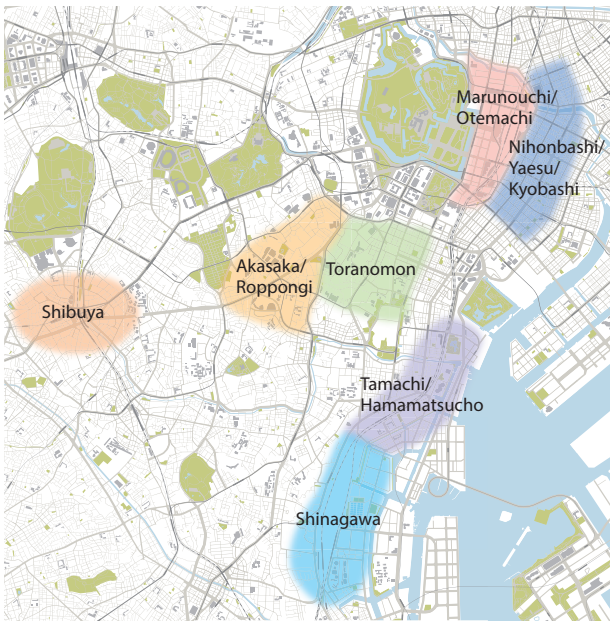 Marunouchi/
Otemachi
Nihonbashi/
Yaesu/
Kyobashi
Akasaka/
Roppongi
Toranomon
Shibuya
Tamachi/
Hamamatsucho
Shinagawa